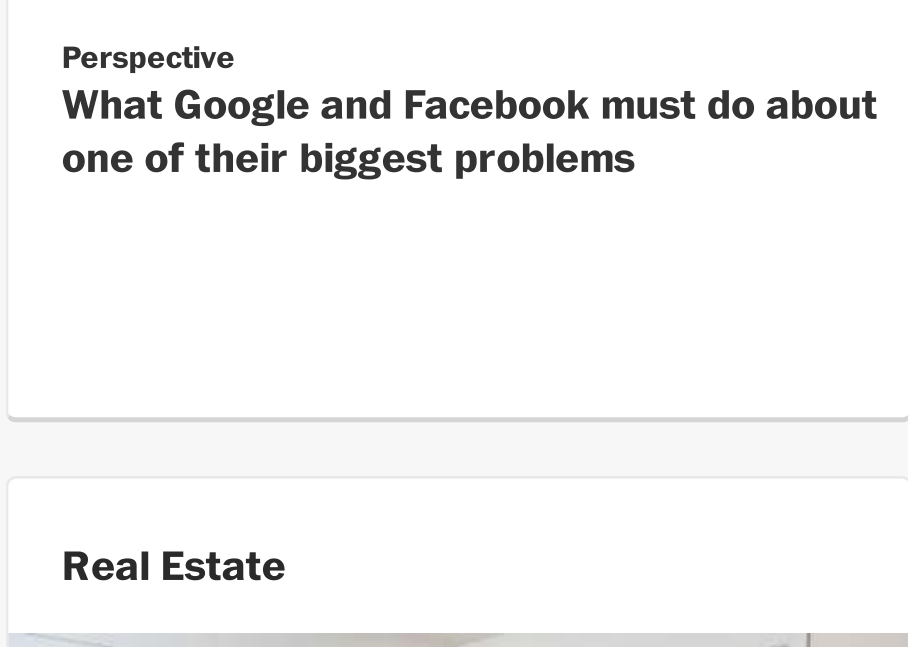 Perspective
What Google and Facebook must do about
one of their biggest problems
Real Estate